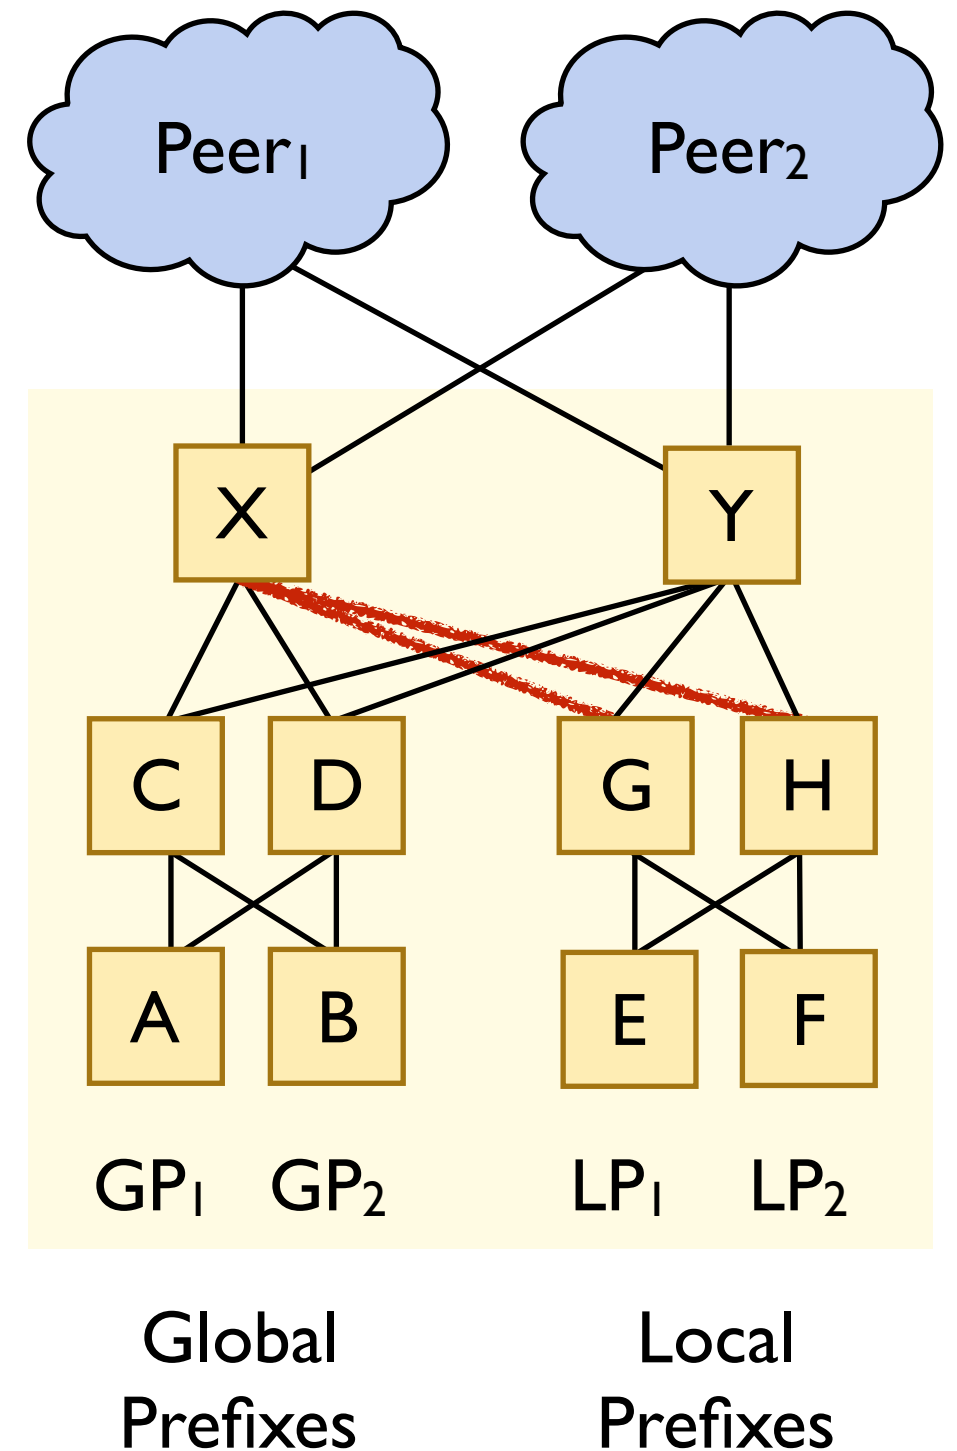 Peer₁ Peer₂
X Y
C D G H
A B E F
GP₁ GP₂ LP₁ LP₂
Global Local
Prefixes Prefixes